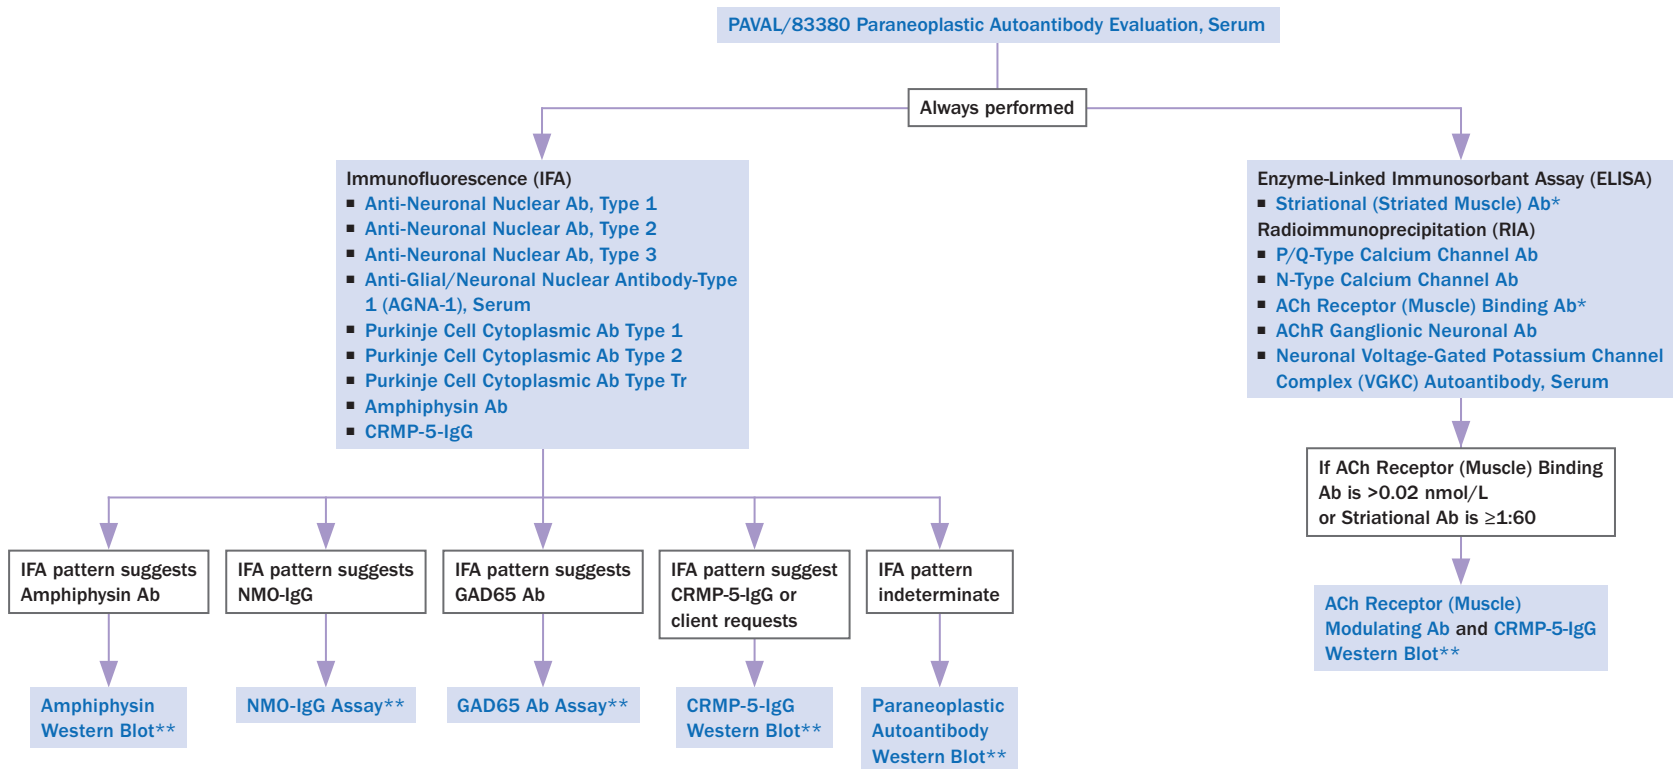 PAVAL/83380 Paraneoplastic Autoantibody Evaluation, Serum
Always performed
Immunofluorescence (IFA)
■ Anti-Neuronal Nuclear Ab, Type 1
■ Anti-Neuronal Nuclear Ab, Type 2
■ Anti-Neuronal Nuclear Ab, Type 3
■ Anti-Glial/Neuronal Nuclear Antibody-Type
1 (AGNA-1), Serum
■ Purkinje Cell Cytoplasmic Ab Type 1
■ Purkinje Cell Cytoplasmic Ab Type 2
■ Purkinje Cell Cytoplasmic Ab Type Tr
■ Amphiphysin Ab
■ CRMP-5-IgG
Enzyme-Linked Immunosorbant Assay (ELISA)
■ Striational (Striated Muscle) Ab*
Radioimmunoprecipitation (RIA)
■ P/Q-Type Calcium Channel Ab
■ N-Type Calcium Channel Ab
■ ACh Receptor (Muscle) Binding Ab*
■ AChR Ganglionic Neuronal Ab
■ Neuronal Voltage-Gated Potassium Channel
Complex (VGKC) Autoantibody, Serum
If ACh Receptor (Muscle) Binding
Ab is >0.02 nmol/L
or Striational Ab is ≥1:60
ACh Receptor (Muscle)
Modulating Ab and CRMP-5-IgG
Western Blot**
IFA pattern suggests
Amphiphysin Ab
IFA pattern suggests
NMO-IgG
IFA pattern suggests
GAD65 Ab
IFA pattern suggest
CRMP-5-IgG or
client requests
IFA pattern
indeterminate
Amphiphysin
Western Blot**
NMO-IgG Assay**
GAD65 Ab Assay**
CRMP-5-IgG
Western Blot**
Paraneoplastic
Autoantibody
Western Blot**